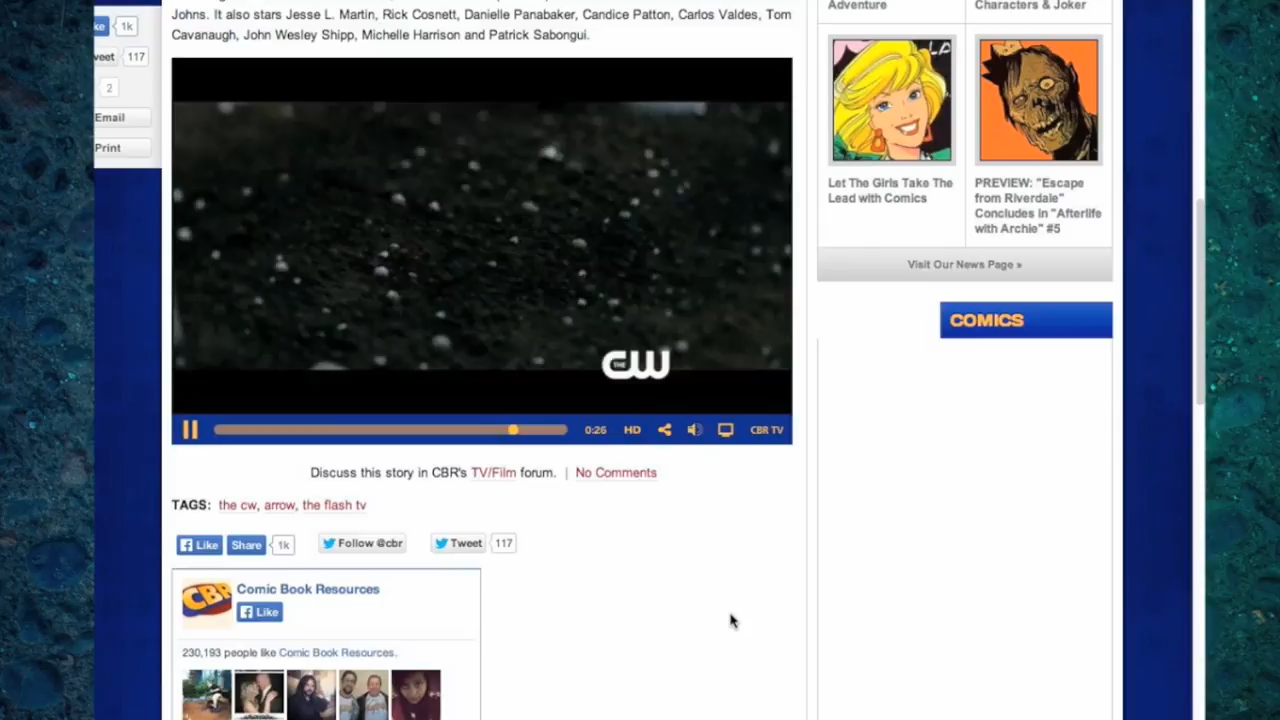 Johns. It also stars Jesse L. Martin, Rick Cosnett, Danielle Panabaker, Candice Patton, Carlos Valdes, Tom
Cavanaugh, John Wesley Shipp, Michelle Harrison and Patrick Sabongui.
ke 1k
weet 117
2
Email
Print
THE CW
0:26 HD CBR TV
Discuss this story in CBR's TV/Film forum. | No Comments
TAGS: the cw, arrow, the flash tv
Like Share 1k Follow @cbr Tweet 117
CBR
Comic Book Resources
Like
230,193 people like Comic Book Resources.
Adventure
Characters & Joker
LA
Let The Girls Take The
Lead with Comics
PREVIEW: "Escape
from Riverdale"
Concludes in "Afterlife
with Archie" #5
Visit Our News Page »
COMICS